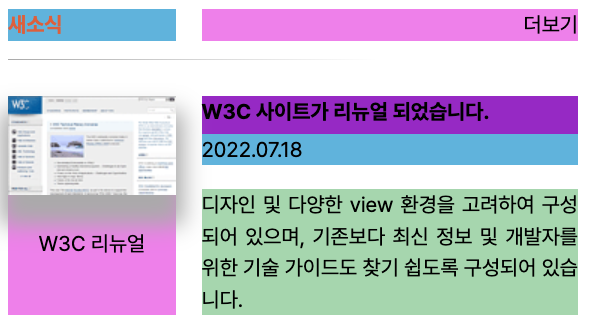 새소식
더보기
W3C
W3C 사이트가 리뉴얼 되었습니다.
2022.07.18
W3C 리뉴얼
디자인 및 다양한 view 환경을 고려하여 구성
되어 있으며, 기존보다 최신 정보 및 개발자를
위한 기술 가이드도 찾기 쉽도록 구성되어 있습
니다.